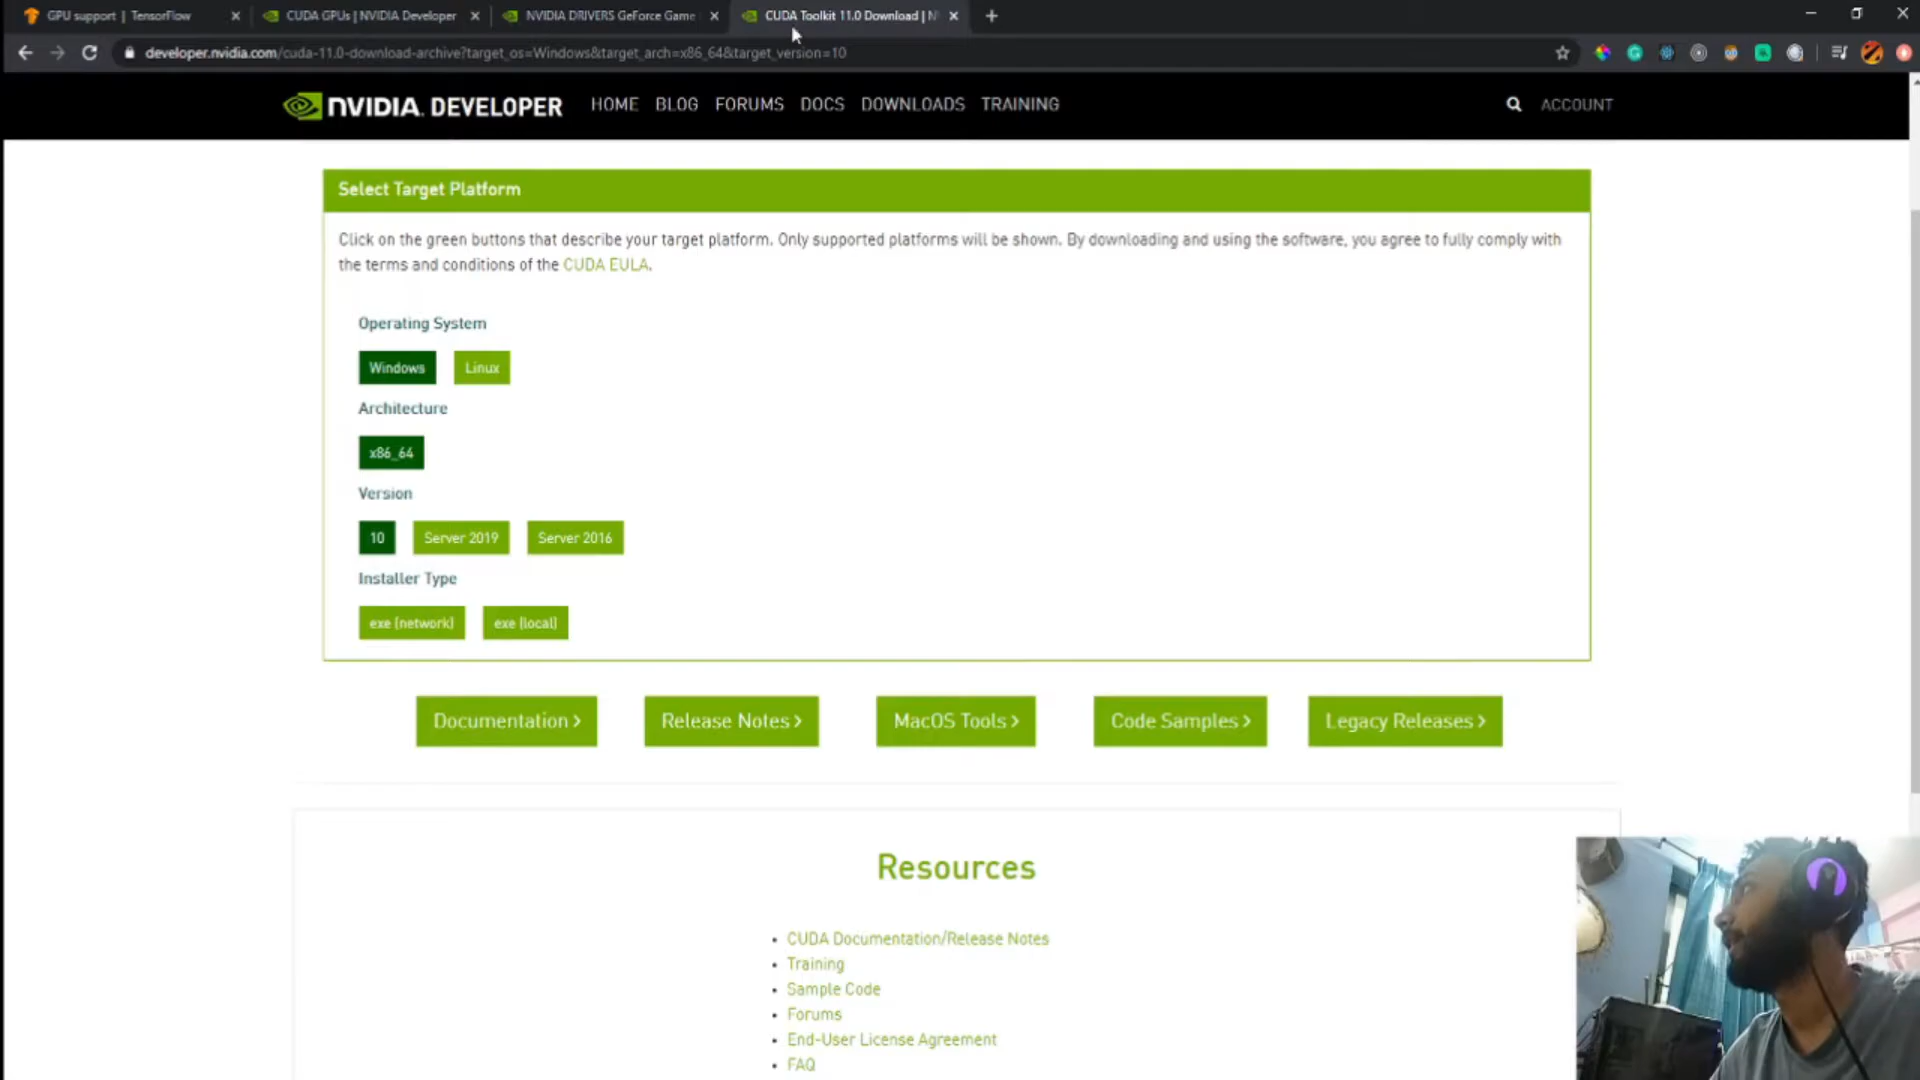 GPU support | TensorFlow
CUDA GPUs | NVIDIA Developer
NVIDIA DRIVERS GeForce Game
CUDA Toolkit 11.0 Download | N
developer.nvidia.com/cuda-11.0-download-archive?target_os=Windows&target_arch=x86_64&target_version=10
NVIDIA DEVELOPER HOME BLOG FORUMS DOCS DOWNLOADS TRAINING ACCOUNT
Select Target Platform
Click on the green buttons that describe your target platform. Only supported platforms will be shown. By downloading and using the software, you agree to fully comply with
the terms and conditions of the CUDA EULA.
Operating System
Windows Linux
Architecture
x86_64
Version
10 Server 2019 Server 2016
Installer Type
exe (network) exe (local)
Documentation > Release Notes > MacOS Tools > Code Samples > Legacy Releases >
Resources
• CUDA Documentation/Release Notes
• Training
• Sample Code
• Forums
• End-User License Agreement
• FAQ